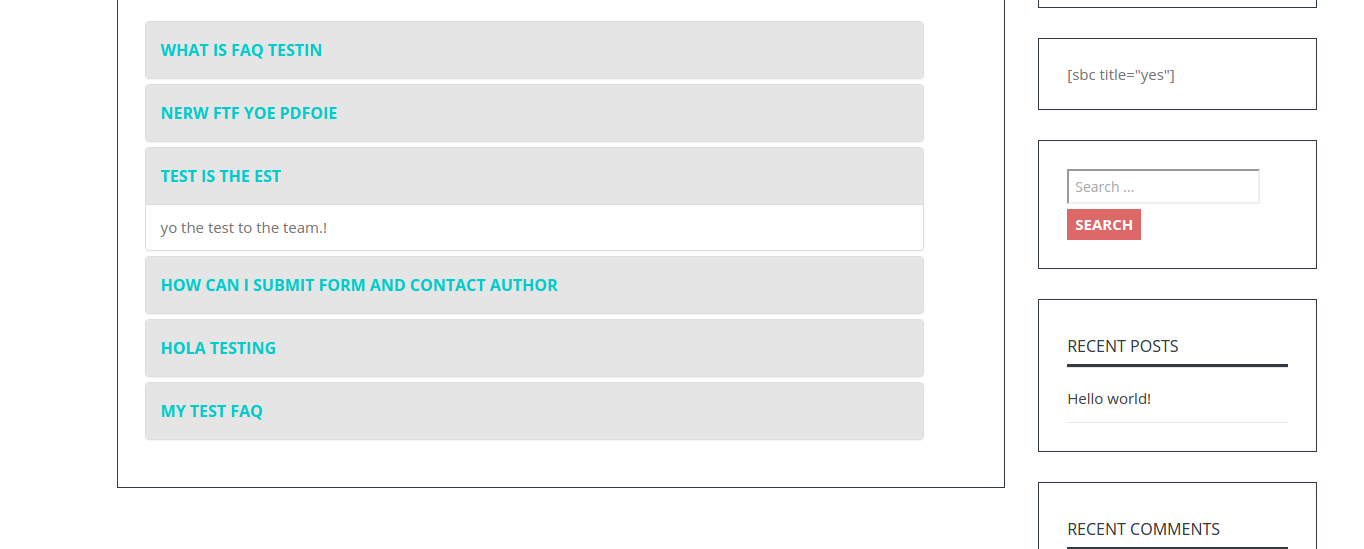 WHAT IS FAQ TESTIN
NERW FTF YOE PDFOIE
TEST IS THE EST
yo the test to the team.!
HOW CAN I SUBMIT FORM AND CONTACT AUTHOR
HOLA TESTING
MY TEST FAQ
[sbc title="yes"]
Search ...
SEARCH
RECENT POSTS
Hello world!
RECENT COMMENTS